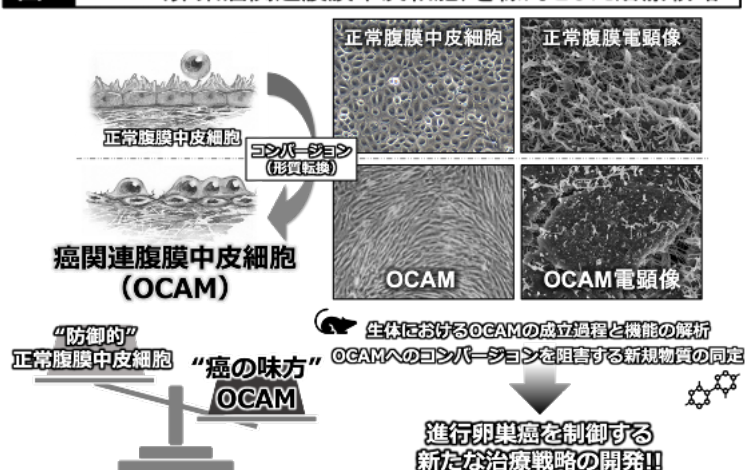 正常腹膜中皮細胞
正常腹膜中皮細胞
正常腹膜電顕像
コンバージョン
(形質転換)
癌関連腹膜中皮細胞
(OCAM)
OCAM
OCAM電顕像
“防御的”
正常腹膜中皮細胞
“癌の味方”
OCAM
生体におけるOCAMの成立過程と機能の解析
OCAMへのコンバージョンを阻害する新規物質の同定
進行卵巣癌を制御する
新たな治療戦略の開発!!